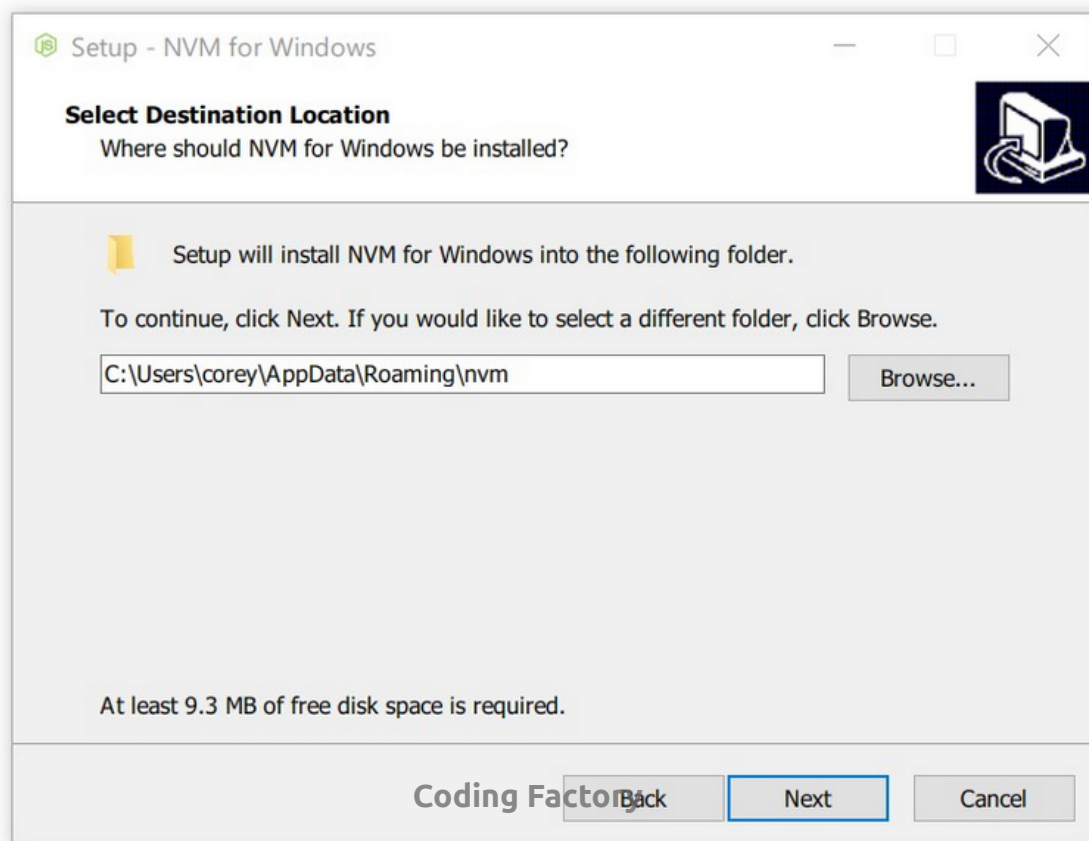 Setup - NVM for Windows
Select Destination Location
Where should NVM for Windows be installed?
Setup will install NVM for Windows into the following folder.
To continue, click Next. If you would like to select a different folder, click Browse.
C:\Users\corey\AppData\Roaming\nvm
Browse...
At least 9.3 MB of free disk space is required.
Coding Factory
Back
Next
Cancel